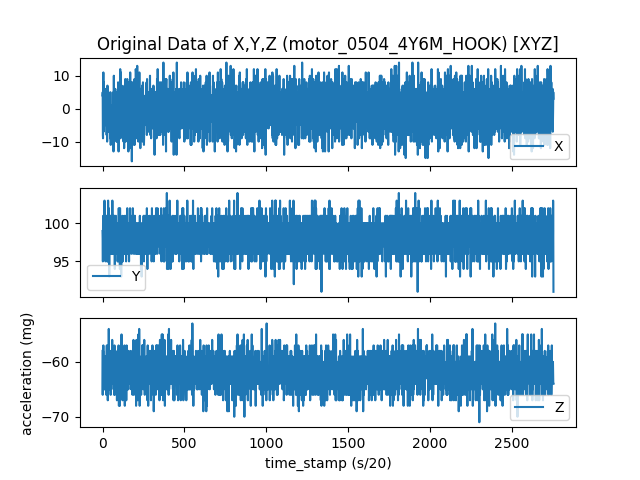 Original Data of X,Y,Z (motor_0504_4Y6M_HOOK) [XYZ]
10
0
−10
X
100
95
Y
acceleration (mg)
−60
−70
Z
0
500
1000
1500
2000
2500
time_stamp (s/20)